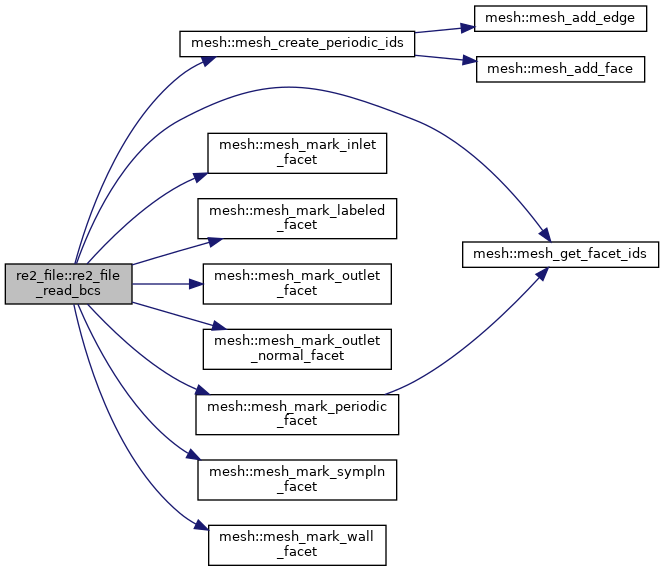 re2_file::re2_file
_read_bcs
mesh::mesh_create_periodic_ids
mesh::mesh_add_edge
mesh::mesh_add_face
mesh::mesh_mark_inlet
_facet
mesh::mesh_mark_labeled
_facet
mesh::mesh_get_facet_ids
mesh::mesh_mark_outlet
_facet
mesh::mesh_mark_outlet
_normal_facet
mesh::mesh_mark_periodic
_facet
mesh::mesh_mark_sympln
_facet
mesh::mesh_mark_wall
_facet